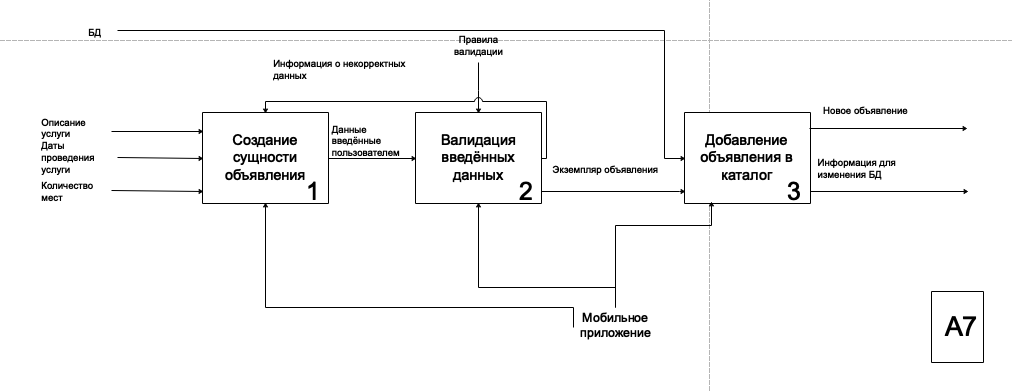 БД
Правила
валидации
Информация о некорректных
данных
Описание
услуги
Даты
проведения
услуги
Количество
мест
Создание
сущности
объявления
1
Данные
введённые
пользователем
Валидация
введённых
данных
2
Экземпляр объявления
Добавление
объявления в
каталог
3
Новое объявление
Информация для
изменения БД
Мобильное
приложение
А7